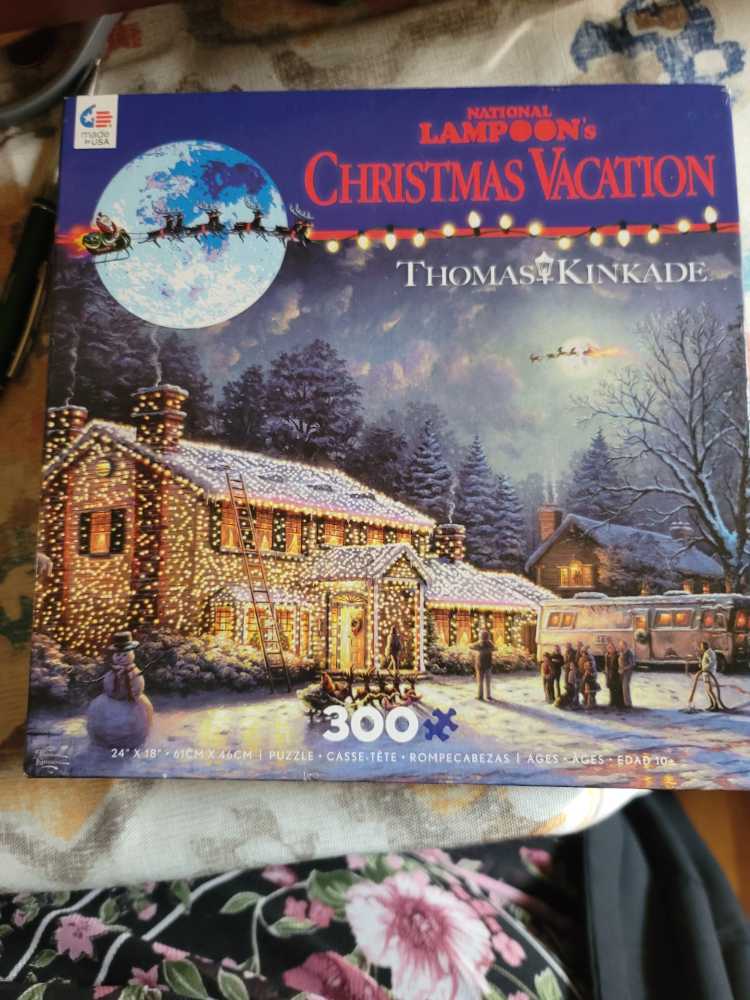 made
in USA
NATIONAL
LAMPOON's
CHRISTMAS VACATION
THOMAS KINKADE
300
24" X 18" • 61CM X 46CM | PUZZLE • CASSE-TÊTE • ROMPECABEZAS | AGES • ÂGES • EDAD 10+